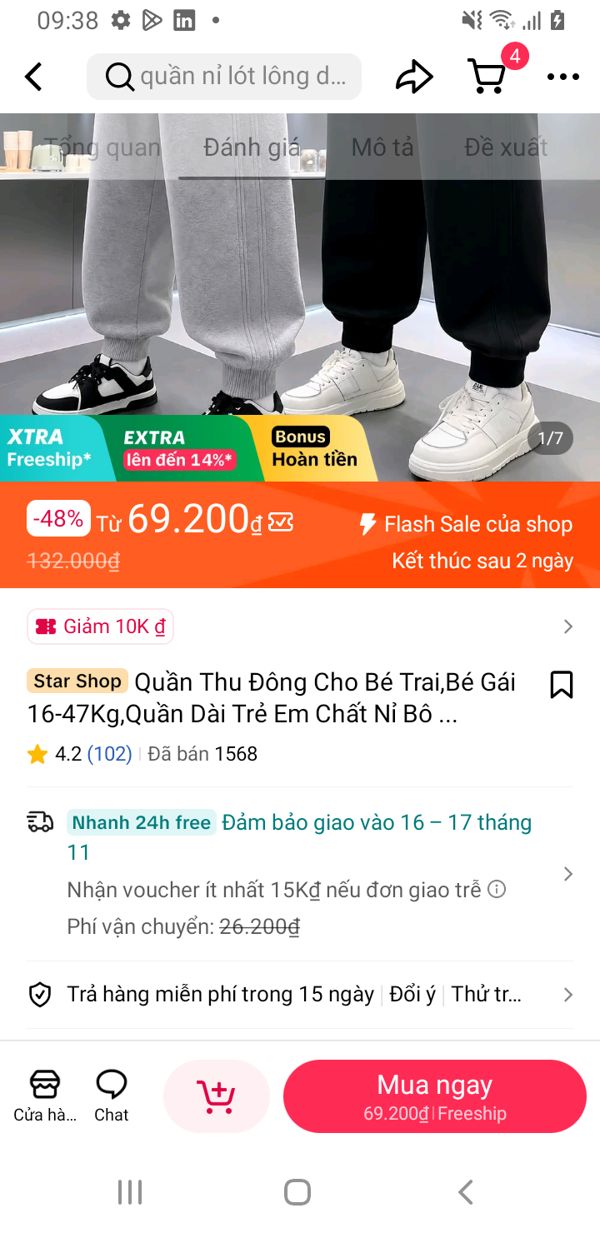 09:38
4
quần nỉ lót lông d...
Tổng quan Đánh giá Mô tả Đề xuất
XTRA
Freeship*
EXTRA
lên đến 14%*
Bonus
Hoàn tiền
1/7
-48% Từ 69.200₫
132.000₫
Flash Sale của shop
Kết thúc sau 2 ngày
Giảm 10K ₫
Star Shop Quần Thu Đông Cho Bé Trai,Bé Gái
16-47Kg,Quần Dài Trẻ Em Chất Nỉ Bô ...
4.2 (102) Đã bán 1568
Nhanh 24h free Đảm bảo giao vào 16 – 17 tháng
11
Nhận voucher ít nhất 15K₫ nếu đơn giao trễ
Phí vận chuyển: 26.200₫
Trả hàng miễn phí trong 15 ngày Đổi ý Thử tr...
Cửa hà...
Chat
Mua ngay
69.200₫ Freeship